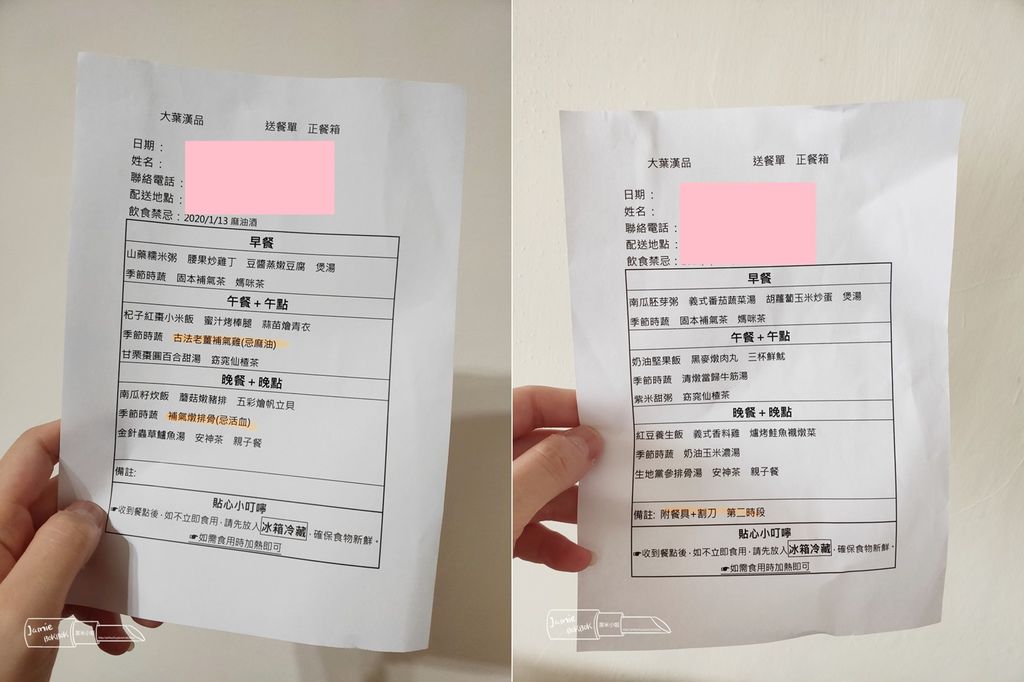 大葉漢品 送餐單 正餐箱
日期：
姓名：
聯絡電話：
配送地點：
飲食禁忌：2020/1/13 麻油酒
早餐
山藥糯米粥 腰果炒雞丁 豆醬蒸嫩豆腐 煲湯
季節時蔬 固本補氣茶 媽咪茶
午餐+午點
杞子紅棗小米飯 蜜汁烤棒腿 蒜苗燴青衣
季節時蔬 古法老薑補氣雞(忌麻油)
甘栗棗圓百合甜湯 窈窕仙楂茶
晚餐+晚點
南瓜籽炊飯 蘑菇嫩豬排 五彩燴帆立貝
季節時蔬 補氣燉排骨(忌活血)
金針蟲草鱸魚湯 安神茶 親子餐
備註:
貼心小叮嚀
☛收到餐點後，如不立即食用，請先放入冰箱冷藏，確保食物新鮮。
☛如需食用時加熱即可
Jamie
BOKBOK
大葉漢品 送餐單 正餐箱
日期：
姓名：
聯絡電話：
配送地點：
飲食禁忌：
早餐
南瓜胚芽粥 義式番茄蔬菜湯 胡蘿蔔玉米炒蛋 煲湯
季節時蔬 固本補氣茶 媽咪茶
午餐+午點
奶油堅果飯 黑麥燉肉丸 三杯鮮魷
季節時蔬 清燉當歸牛筋湯
紫米甜粥 窈窕仙楂茶
晚餐+晚點
紅豆養生飯 義式香料雞 爐烤鮭魚襯燉菜
季節時蔬 奶油玉米濃湯
生地黨參排骨湯 安神茶 親子餐
備註: 附餐具+割刀 第二時段
貼心小叮嚀
☛收到餐點後，如不立即食用，請先放入冰箱冷藏，確保食物新鮮。
☛如需食用時加熱即可
Jamie
BOKBOK